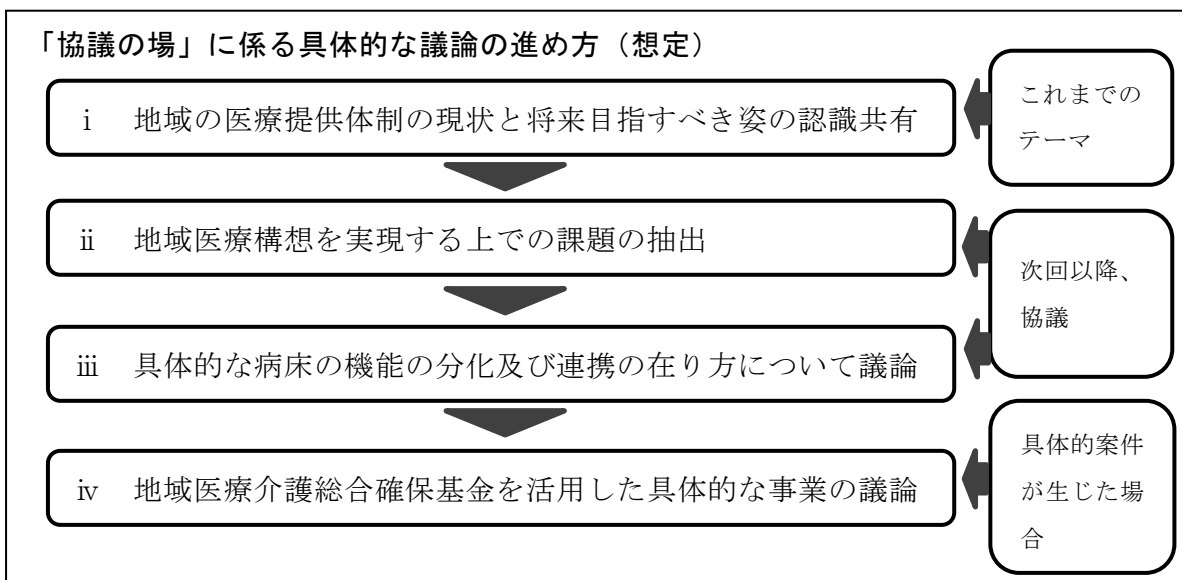 「協議の場」に係る具体的な議論の進め方（想定）
ⅰ 地域の医療提供体制の現状と将来目指すべき姿の認識共有
これまでの
テーマ
ⅱ 地域医療構想を実現する上での課題の抽出
次回以降、
協議
ⅲ 具体的な病床の機能の分化及び連携の在り方について議論
ⅳ 地域医療介護総合確保基金を活用した具体的な事業の議論
具体的案件
が生じた場
合